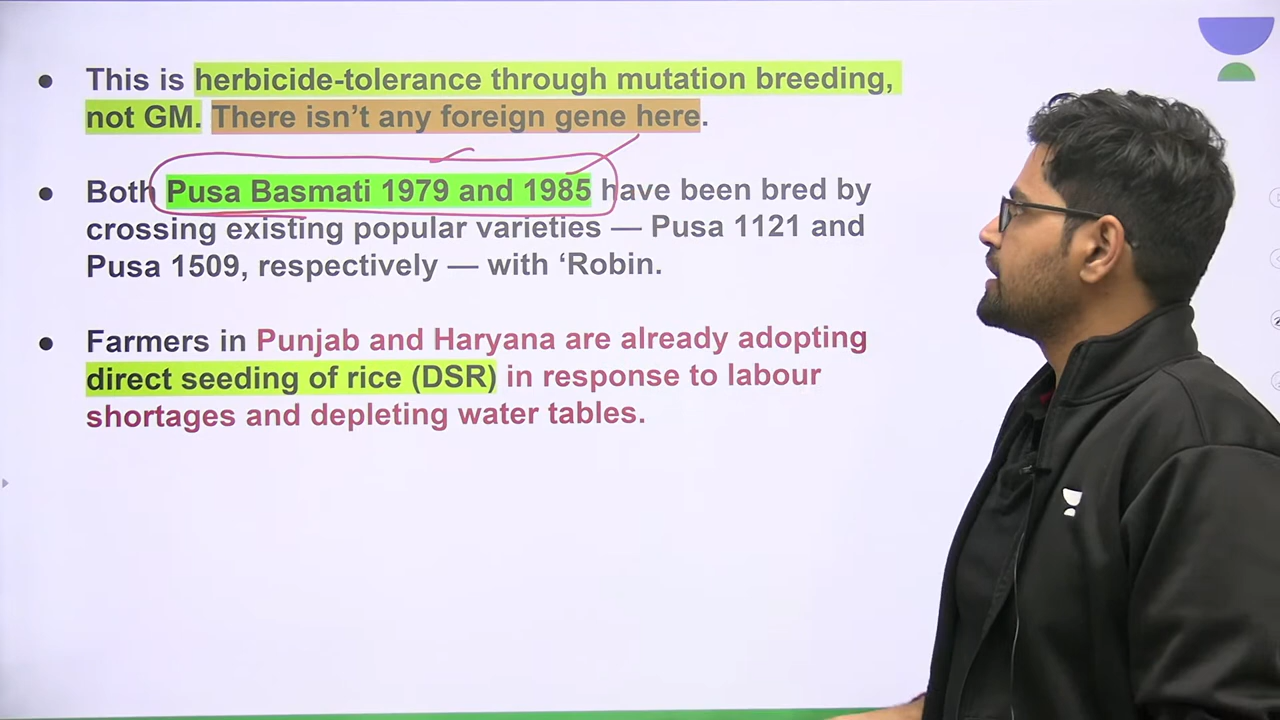 This is herbicide-tolerance through mutation breeding,
not GM. There isn't any foreign gene here.
Both Pusa Basmati 1979 and 1985 have been bred by
crossing existing popular varieties — Pusa 1121 and
Pusa 1509, respectively — with ‘Robin.
Farmers in Punjab and Haryana are already adopting
direct seeding of rice (DSR) in response to labour
shortages and depleting water tables.